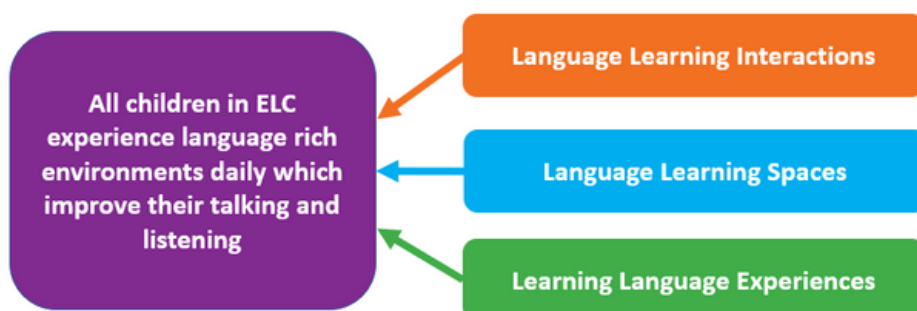 All children in ELC
experience language rich
environments daily which
improve their talking and
listening
Language Learning Interactions
Language Learning Spaces
Learning Language Experiences